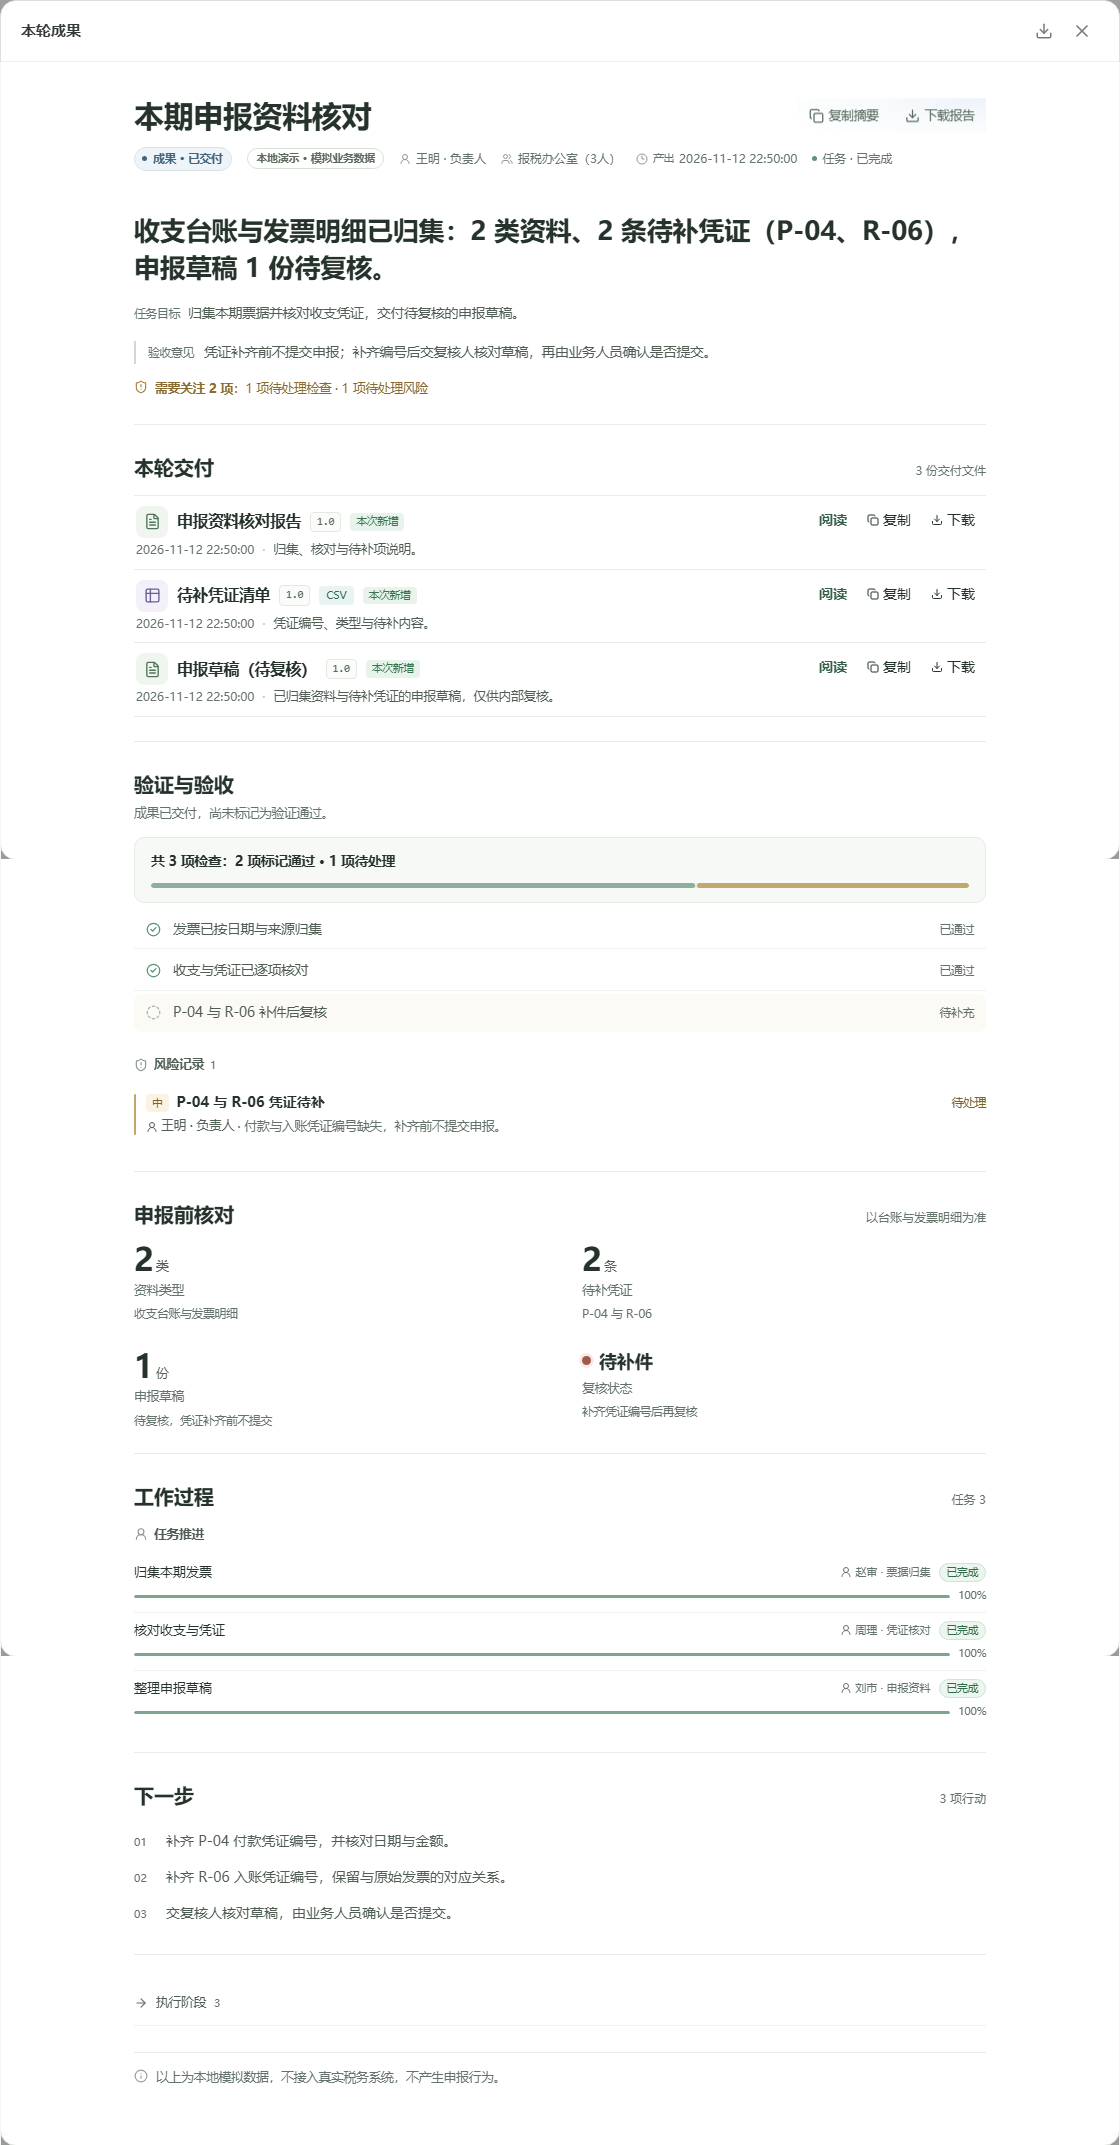 本轮成果
本期申报资料核对
复制摘要 下载报告
成果 • 已交付 本地演示 • 模拟业务数据 王明 · 负责人 报税办公室（3人） 产出 2026-11-12 22:50:00 任务 · 已完成
收支台账与发票明细已归集：2 类资料、2 条待补凭证（P-04、R-06），
申报草稿 1 份待复核。
任务目标 归集本期票据并核对收支凭证，交付待复核的申报草稿。
验收意见 凭证补齐前不提交申报；补齐编号后交复核人核对草稿，再由业务人员确认是否提交。
需要关注 2 项：1 项待处理检查 · 1 项待处理风险
本轮交付 3 份交付文件
申报资料核对报告 1.0 本次新增 阅读 复制 下载
2026-11-12 22:50:00 · 归集、核对与待补项说明。
待补凭证清单 1.0 CSV 本次新增 阅读 复制 下载
2026-11-12 22:50:00 · 凭证编号、类型与待补内容。
申报草稿（待复核） 1.0 本次新增 阅读 复制 下载
2026-11-12 22:50:00 · 已归集资料与待补凭证的申报草稿，仅供内部复核。
验证与验收
成果已交付，尚未标记为验证通过。
共 3 项检查：2 项标记通过 • 1 项待处理
发票已按日期与来源归集 已通过
收支与凭证已逐项核对 已通过
P-04 与 R-06 补件后复核 待补充
风险记录 1
中 P-04 与 R-06 凭证待补 待处理
王明 · 负责人 · 付款与入账凭证编号缺失，补齐前不提交申报。
申报前核对 以台账与发票明细为准
2 类
资料类型
收支台账与发票明细
2 条
待补凭证
P-04 与 R-06
1 份
申报草稿
待复核，凭证补齐前不提交
待补件
复核状态
补齐凭证编号后再复核
工作过程 任务 3
任务推进
归集本期发票 赵审 · 票据归集 已完成
100%
核对收支与凭证 周理 · 凭证核对 已完成
100%
整理申报草稿 刘市 · 申报资料 已完成
100%
下一步 3 项行动
01 补齐 P-04 付款凭证编号，并核对日期与金额。
02 补齐 R-06 入账凭证编号，保留与原始发票的对应关系。
03 交复核人核对草稿，由业务人员确认是否提交。
执行阶段 3
以上为本地模拟数据，不接入真实税务系统，不产生申报行为。